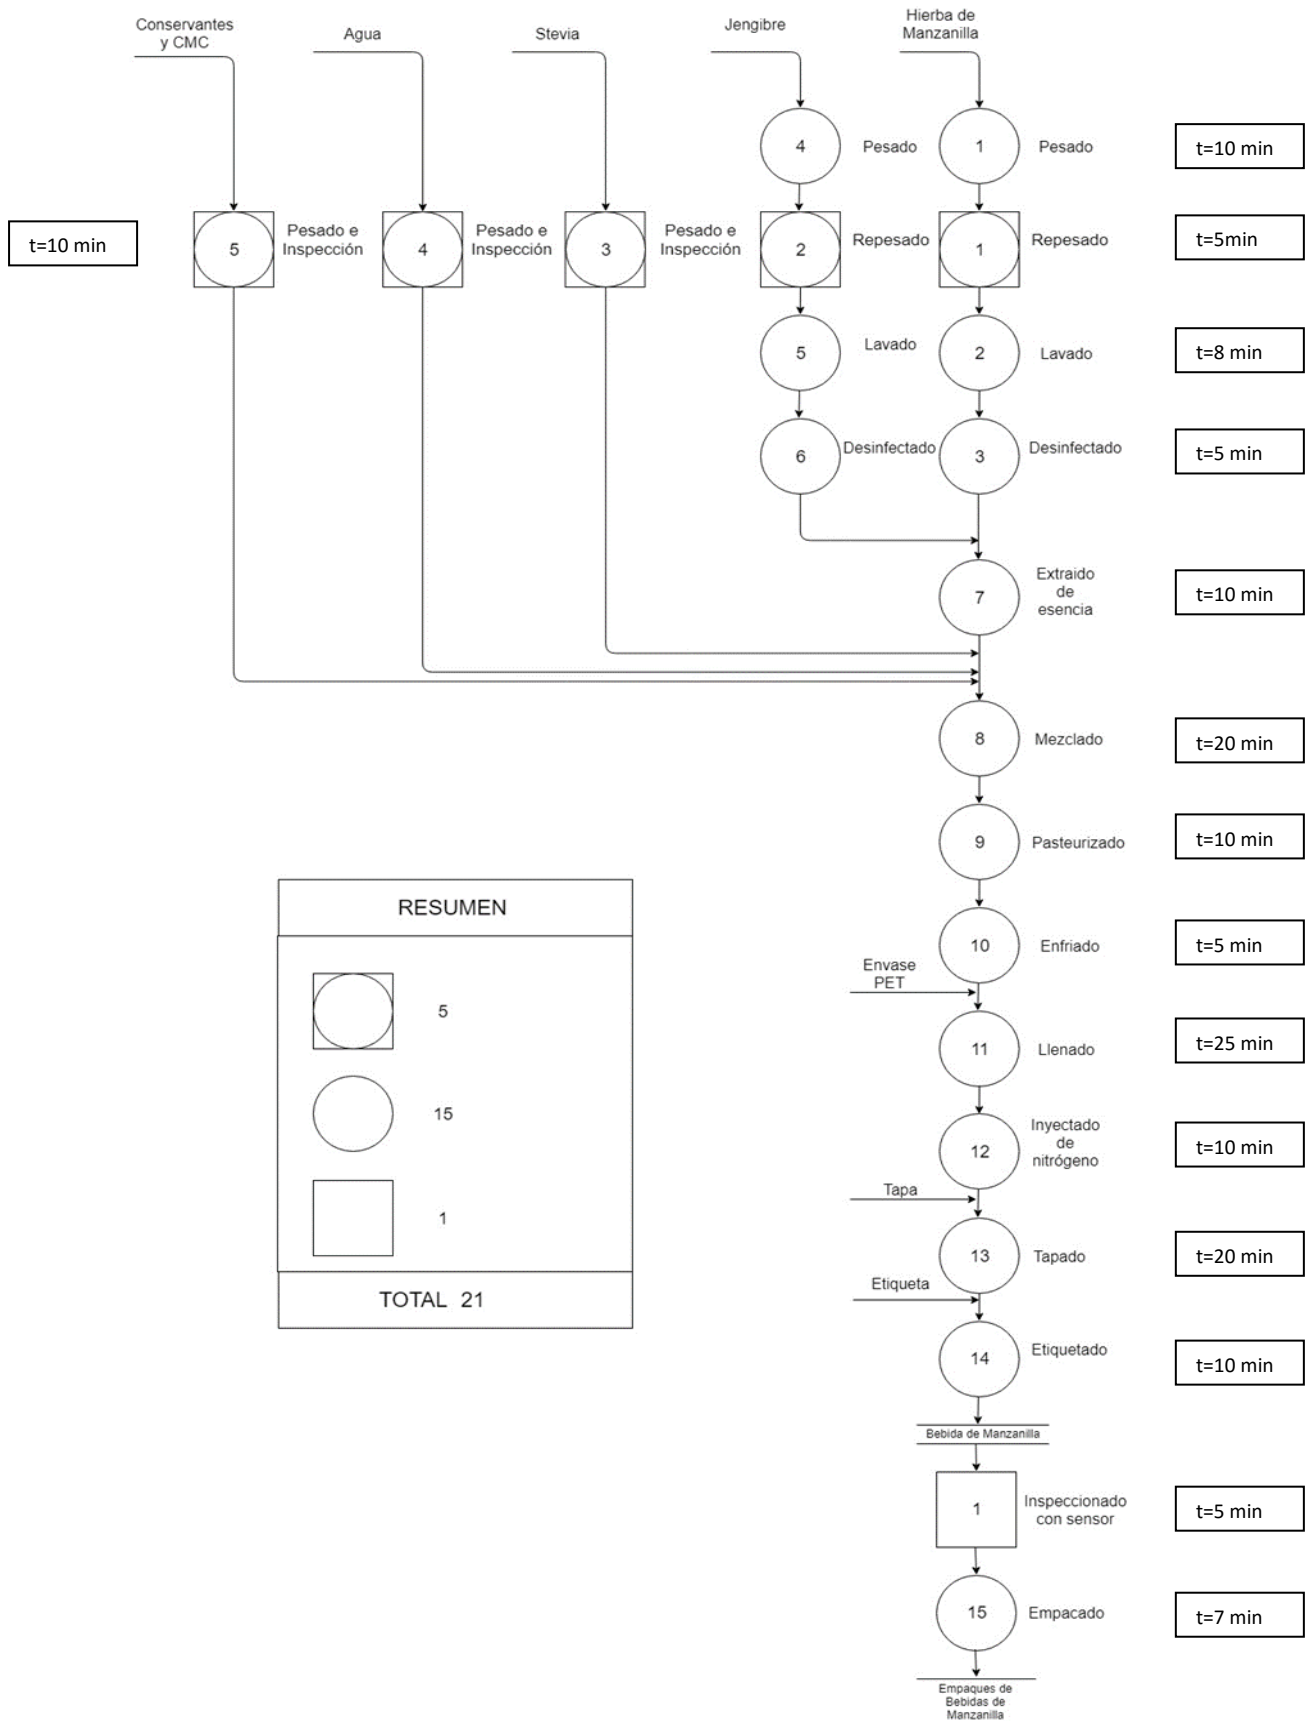 Conservantes
y CMC
Agua
Stevia
Jengibre
Hierba de
Manzanilla
4
Pesado
1
Pesado
t=10 min
t=10 min
5
Pesado e
Inspección
4
Pesado e
Inspección
3
Pesado e
Inspección
2
Repesado
1
Repesado
t=5min
5
Lavado
2
Lavado
t=8 min
6
Desinfectado
3
Desinfectado
t=5 min
7
Extraido
de
esencia
t=10 min
8
Mezclado
t=20 min
9
Pasteurizado
t=10 min
10
Enfriado
t=5 min
Envase
PET
11
Llenado
t=25 min
12
Inyectado
de
nitrógeno
t=10 min
Tapa
13
Tapado
t=20 min
Etiqueta
14
Etiquetado
t=10 min
Bebida de Manzanilla
1
Inspeccionado
con sensor
t=5 min
15
Empacado
t=7 min
Empaques de
Bebidas de
Manzanilla
RESUMEN
5
15
1
TOTAL 21